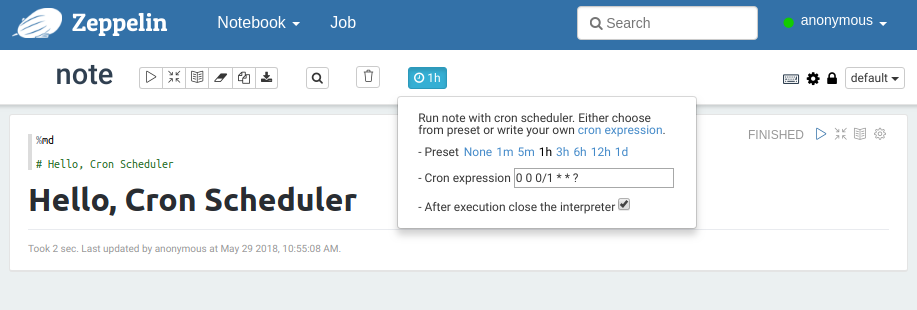 Zeppelin
Notebook
Job
Search
anonymous
note
1h
default
Run note with cron scheduler. Either choose
from preset or write your own cron expression.
- Preset None 1m 5m 1h 3h 6h 12h 1d
- Cron expression 0 0 0/1 * * ?
- After execution close the interpreter
%md
# Hello, Cron Scheduler
FINISHED
Hello, Cron Scheduler
Took 2 sec. Last updated by anonymous at May 29 2018, 10:55:08 AM.